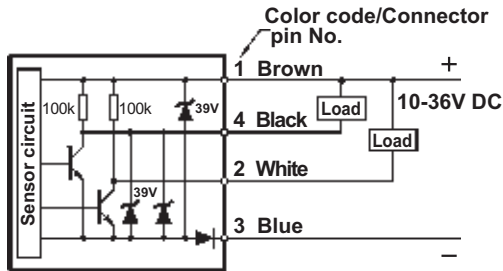 Color code/Connector
pin No.
1 Brown
+
100k
100k
39V
Load
10-36V DC
4 Black
Load
Sensor circuit
2 White
39V
3 Blue
–